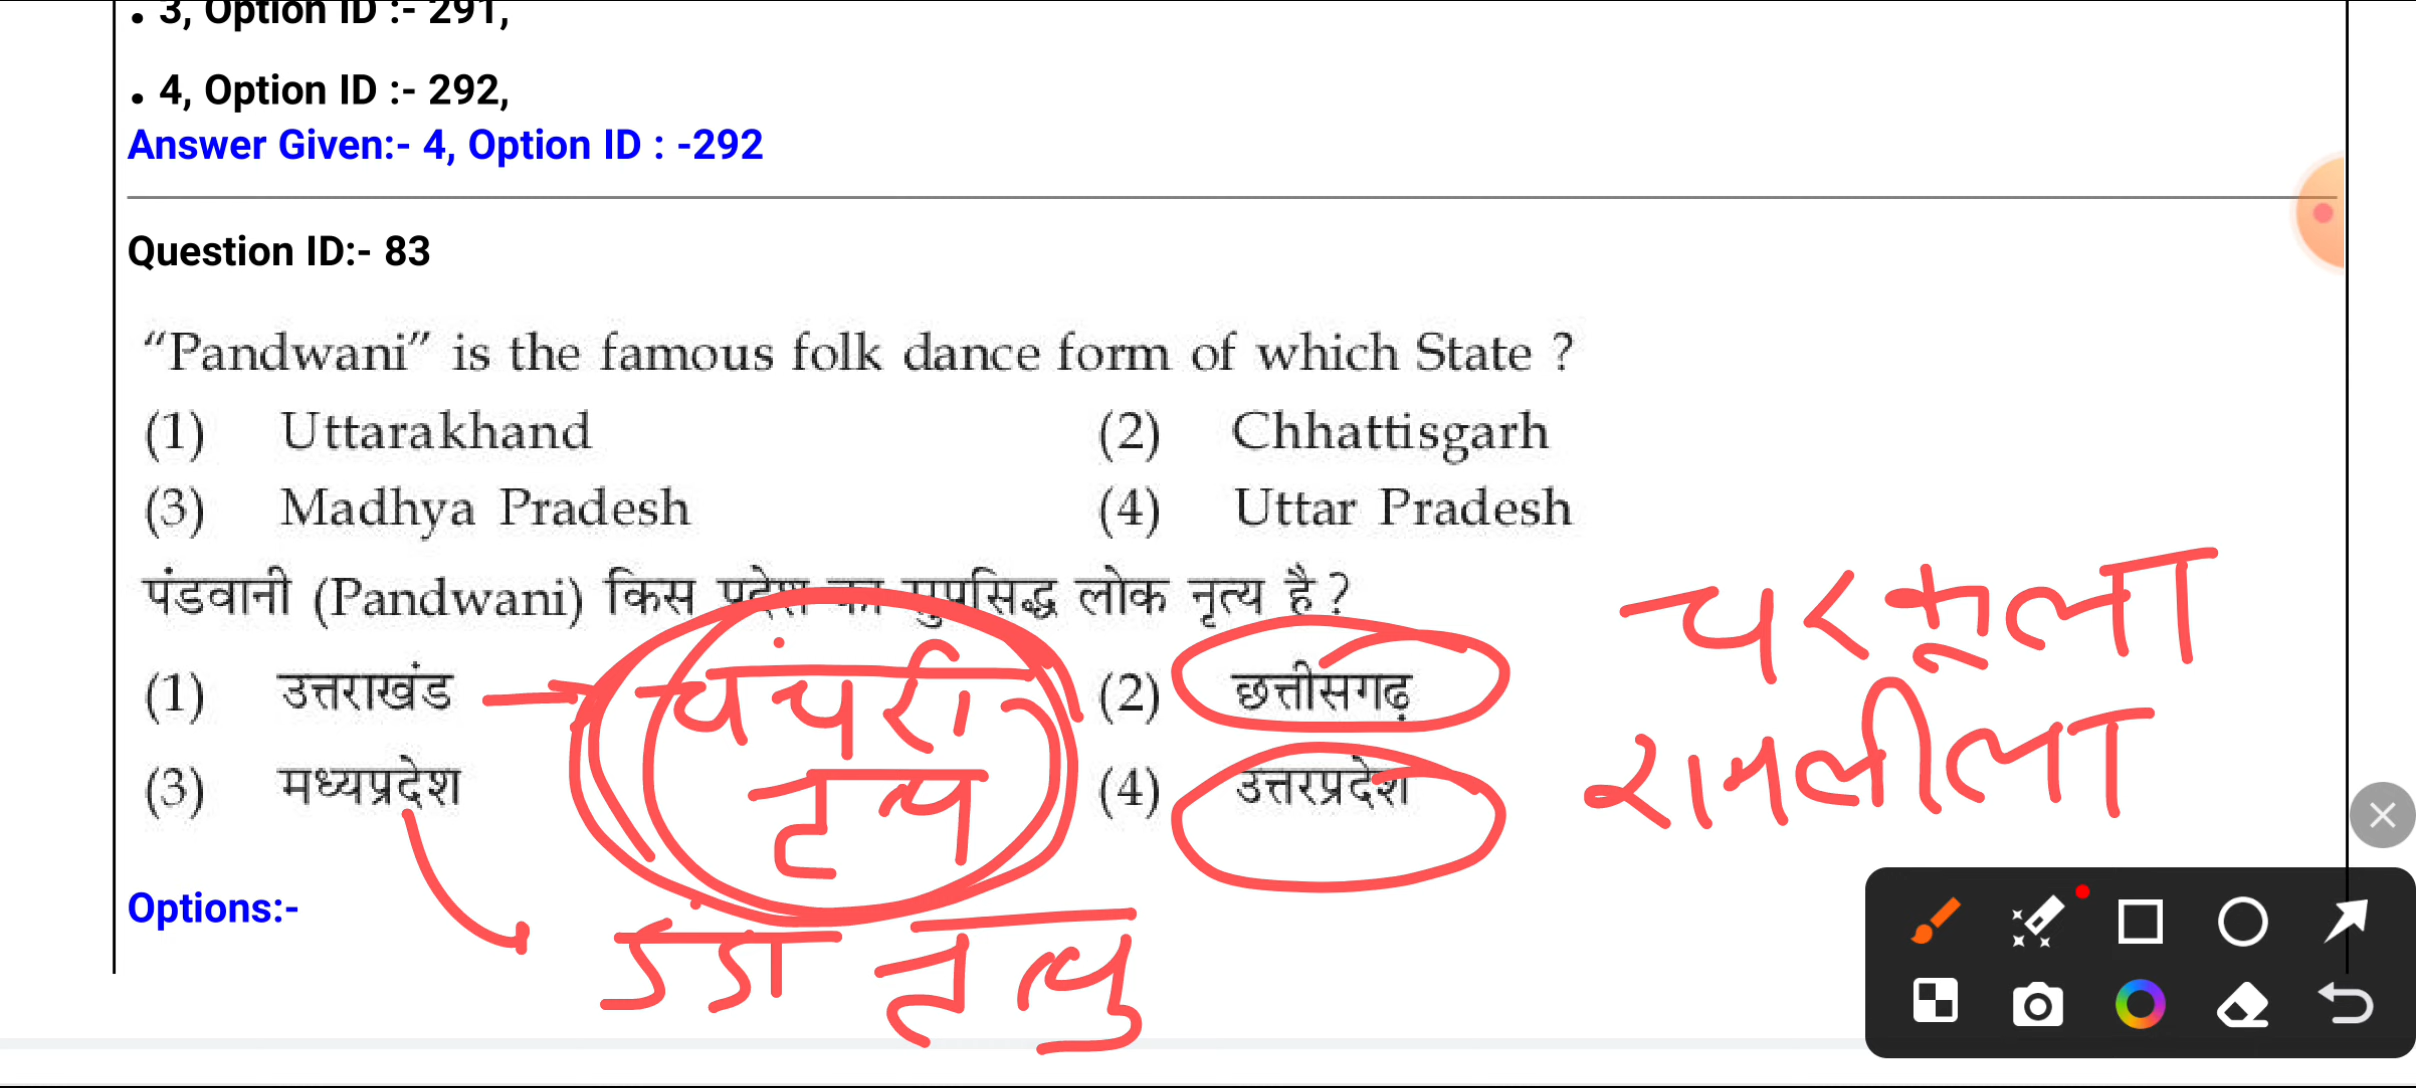 • 3, Option ID :- 291,
• 4, Option ID :- 292,
Answer Given:- 4, Option ID : -292
Question ID:- 83
“Pandwani” is the famous folk dance form of which State ?
(1) Uttarakhand (2) Chhattisgarh
(3) Madhya Pradesh (4) Uttar Pradesh
पंडवानी (Pandwani) किस प्रदेश का सुप्रसिद्ध लोक नृत्य है ?
चरकूला
(1) उत्तराखंड चंचरी (2) छत्तीसगढ़
रामलीला
(3) मध्यप्रदेश (4) उत्तरप्रदेश
Options:-